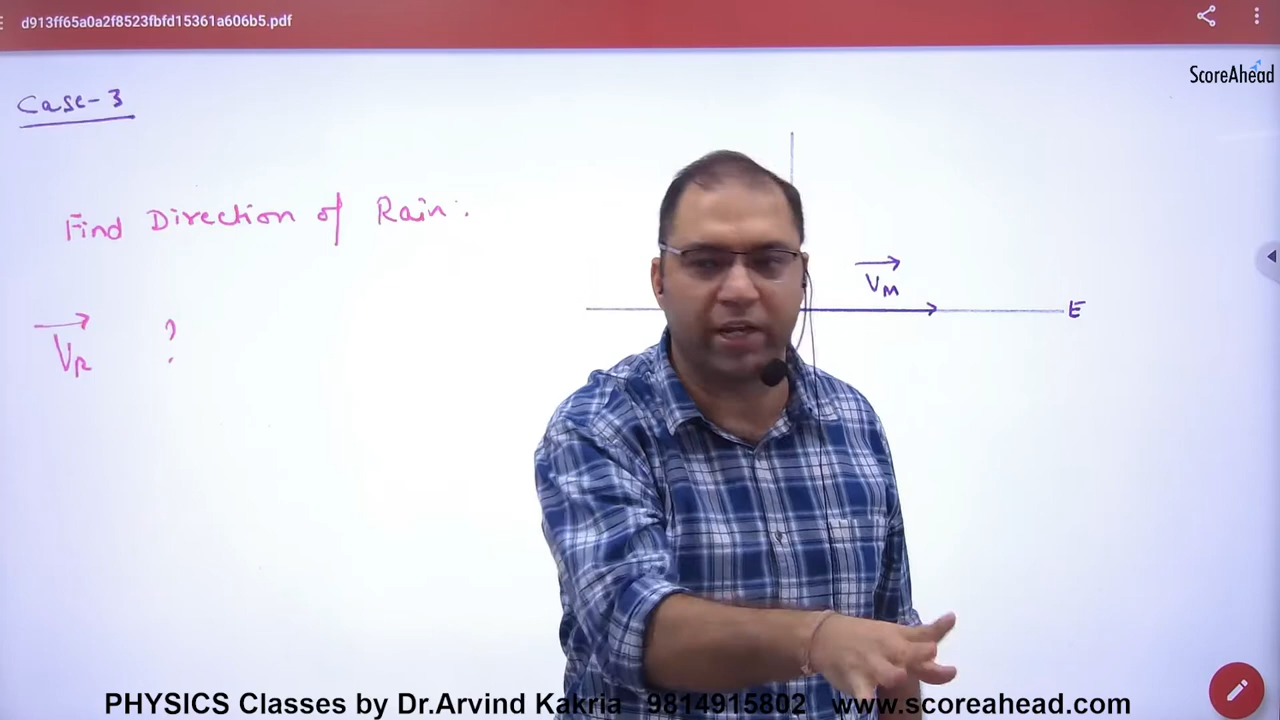 d913ff65a0a2f8523fbfd15361a606b5.pdf
ScoreAhead
Case-3
Find Direction of Rain.
V_R ?
V_M
E
PHYSICS Classes by Dr.Arvind Kakria 9814915802 www.scoreahead.com